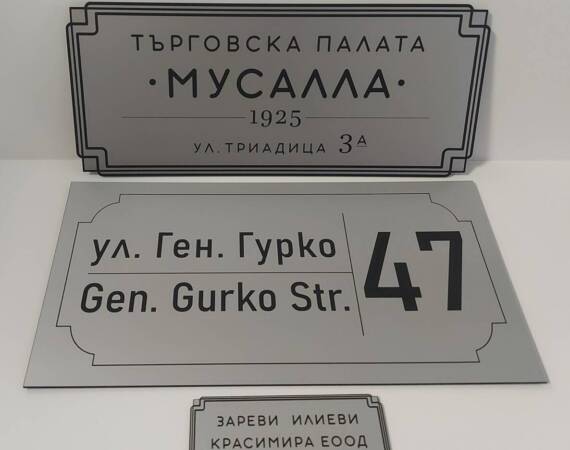 ТЪРГОВСКА ПАЛАТА
·МУСАЛЛА·
1925
УЛ. ТРИАДИЦА 3А
ул. Ген. Гурко
Gen. Gurko Str.
47
ЗАРЕВИ ИЛИЕВИ
КРАСИМИРА ЕООД